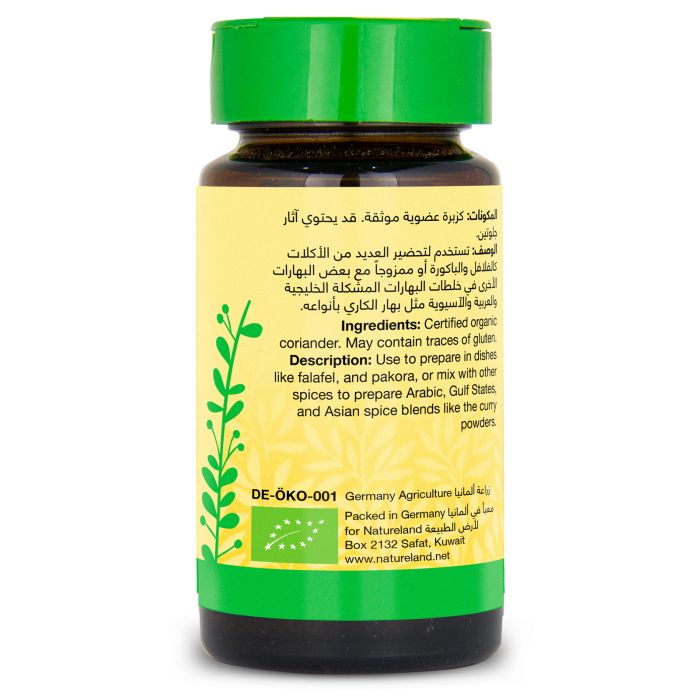 المكونات: كزبرة عضوية موثقة. قد يحتوي آثار
جلوتين.
الوصف: تستخدم لتحضير العديد من الأكلات
كالفلافل والباكورة أو ممزوجاً مع بعض البهارات
الأخرى في خلطات البهارات المشكلة الخليجية
والعربية والآسيوية مثل بهار الكاري بأنواعه.
Ingredients: Certified organic
coriander. May contain traces of gluten.
Description: Use to prepare in dishes
like falafel, and pakora, or mix with other
spices to prepare Arabic, Gulf States,
and Asian spice blends like the curry
powders.
DE-ÖKO-001 Germany Agriculture زراعة ألمانيا
Packed in Germany معبأ في ألمانيا
for Natureland لأرض الطبيعة
Box 2132 Safat, Kuwait
www.natureland.net